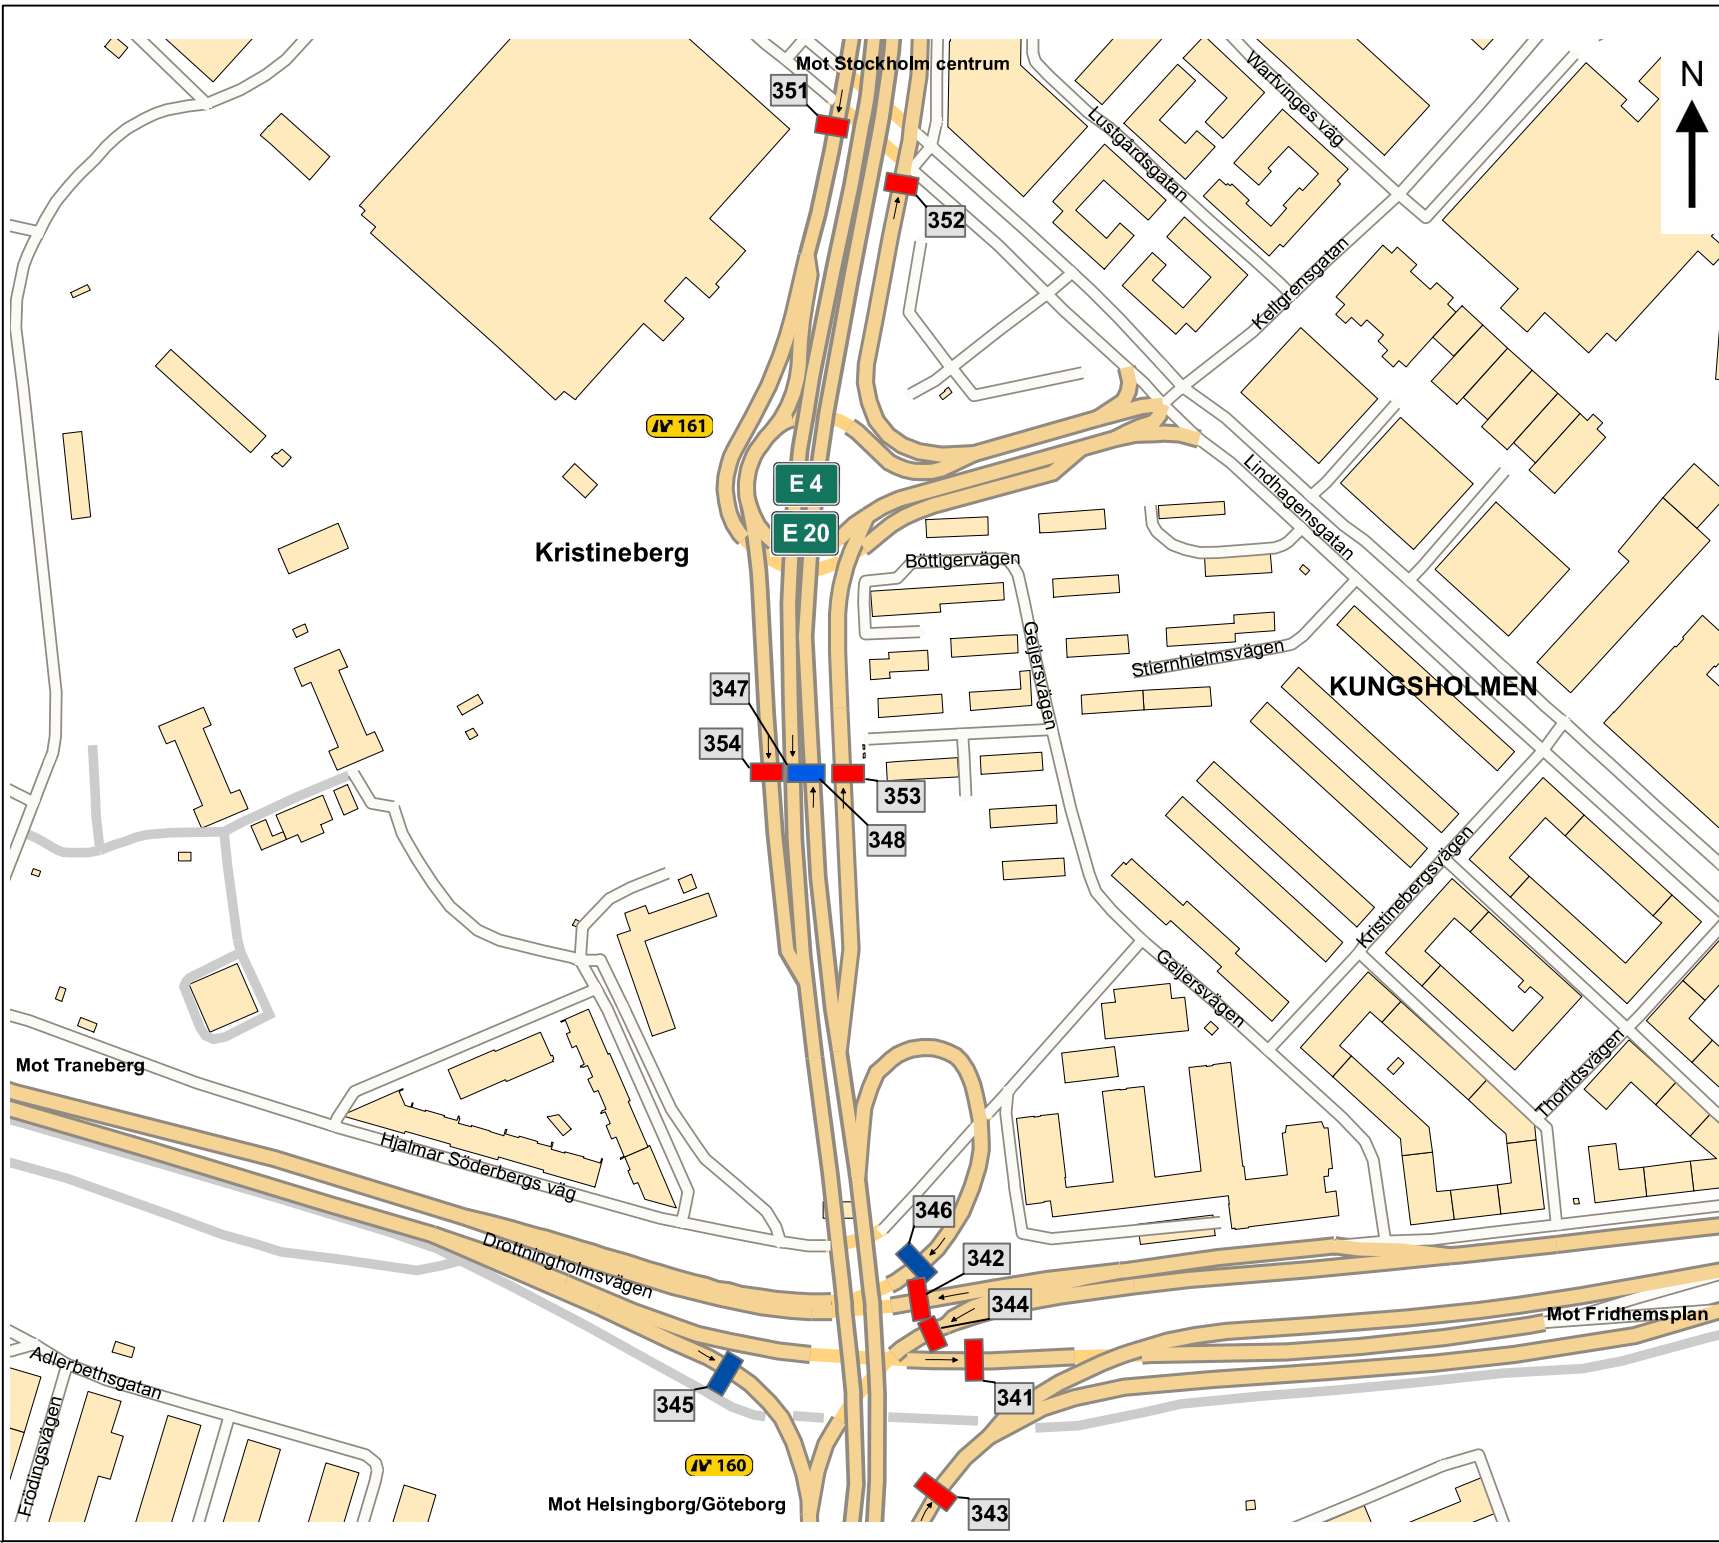 Mot Stockholm centrum
N
351
Warfvinges väg
Lustgårdsgatan
352
Kellgrensgatan
161
E 4
E 20
Kristineberg
Lindhagensgatan
Böttigervägen
Geijersvägen
Stiernhielmsvägen
KUNGSHOLMEN
347
354
353
348
Kristinebergsvägen
Geijersvägen
Thorildsvägen
Mot Traneberg
Hjalmar Söderbergs väg
Drottningholmsvägen
346
342
344
Mot Fridhemsplan
341
345
Adlerbethsgatan
Frödingsvägen
160
Mot Helsingborg/Göteborg
343